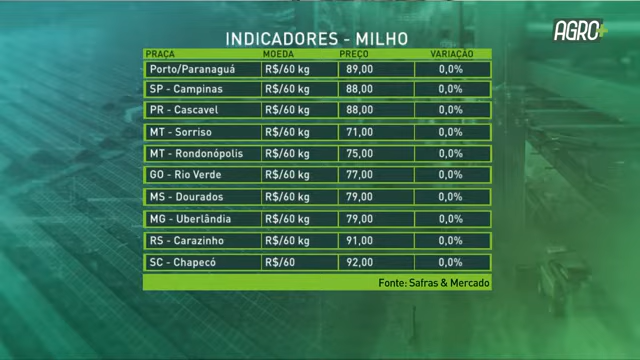 AGRO+
INDICADORES - MILHO
PRAÇA MOEDA PREÇO VARIAÇÃO
Porto/Paranaguá R$/60 kg 89,00 0,0%
SP - Campinas R$/60 kg 88,00 0,0%
PR - Cascavel R$/60 kg 88,00 0,0%
MT - Sorriso R$/60 kg 71,00 0,0%
MT - Rondonópolis R$/60 kg 75,00 0,0%
GO - Rio Verde R$/60 kg 77,00 0,0%
MS - Dourados R$/60 kg 79,00 0,0%
MG - Uberlândia R$/60 kg 79,00 0,0%
RS - Carazinho R$/60 kg 91,00 0,0%
SC - Chapecó R$/60 92,00 0,0%
Fonte: Safras & Mercado